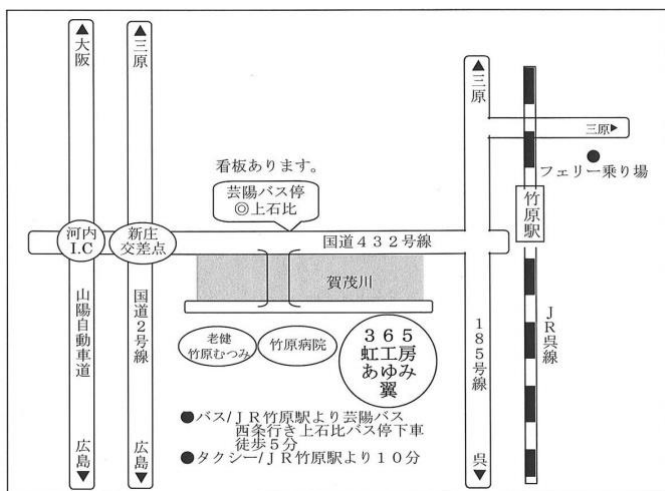 ▲大阪
▲三原
▲三原
三原▶
●
フェリー乗り場
看板あります。
芸陽バス停
◎上石比
竹原駅
河内
I.C
新庄
交差点
国道432号線
賀茂川
山陽自動車道
国道2号線
185号線
JR呉線
老健
竹原むつみ
竹原病院
365
虹工房
あゆみ
翼
●バス/JR竹原駅より芸陽バス
西条行き上石比バス停下車
徒歩5分
●タクシー/JR竹原駅より10分
広島▼
広島▼
呉▼